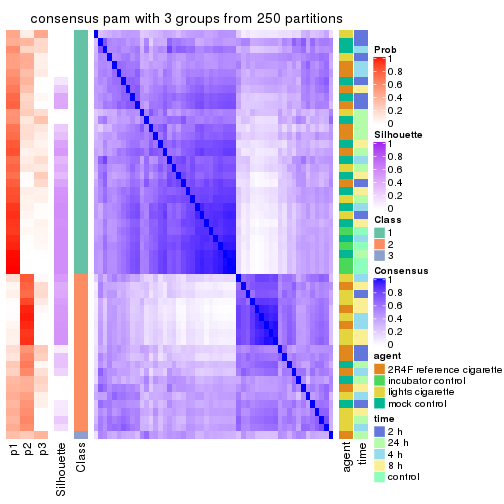 consensus pam with 3 groups from 250 partitions
Prob
1
0.8
0.6
0.4
0.2
0
Silhouette
1
0.8
0.6
0.4
0.2
0
Class
1
2
3
Consensus
1
0.8
0.6
0.4
0.2
0
agent
2R4F reference cigarette
incubator control
lights cigarette
mock control
time
2 h
24 h
4 h
8 h
control
p1
p2
p3
Silhouette
Class
agent
time